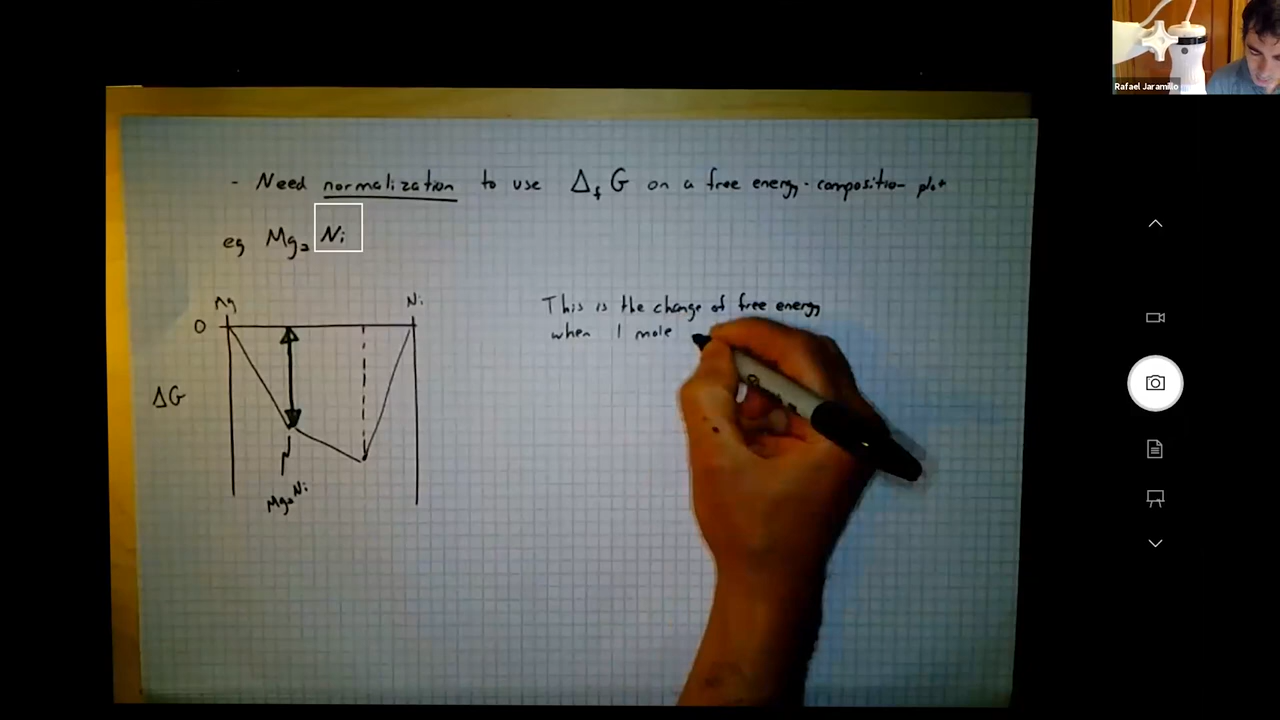 - Need normalization to use Δf G on a free energy-composition plot
eg Mg2 Ni
Mg
Ni
0
ΔG
Mg2Ni
This is the change of free energy
when 1 mole
Rafael Jaramillo